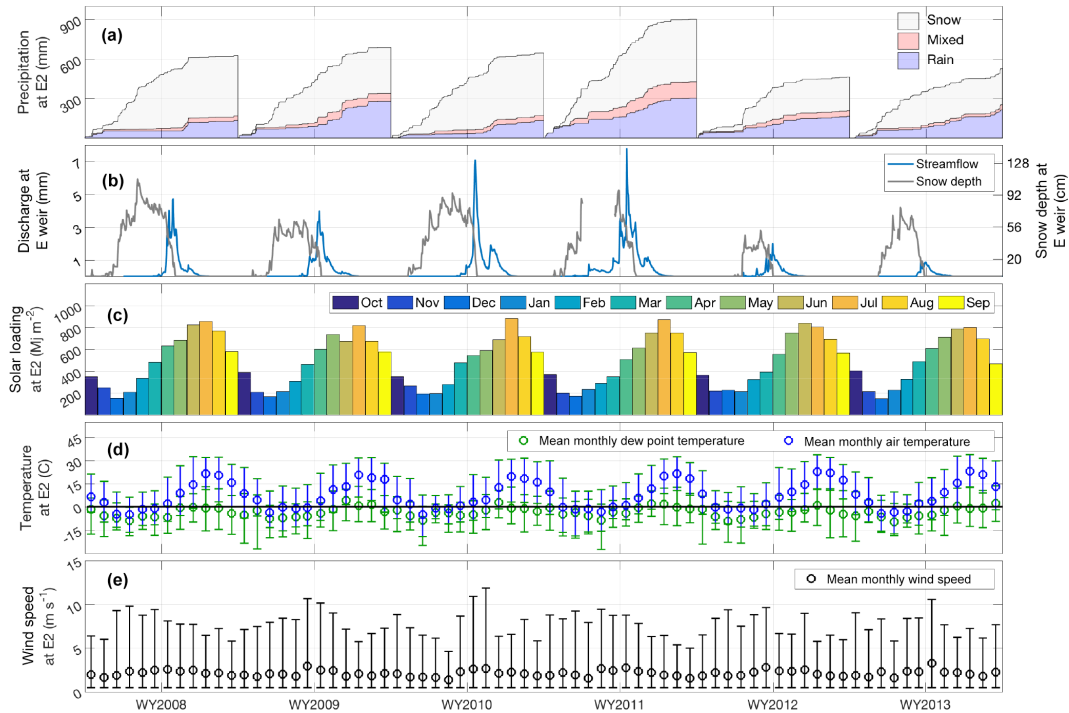 (a)
Precipitation
at E2 (mm)
900
600
300
Snow
Mixed
Rain
(b)
Discharge at
E weir (mm)
7
5
3
1
Streamflow
Snow depth
128
92
56
20
Snow depth at
E weir (cm)
(c)
Solar loading
at E2 (Mj m⁻²)
1000
800
600
400
200
Oct Nov Dec Jan Feb Mar Apr May Jun Jul Aug Sep
(d)
Temperature
at E2 (C)
45
30
15
0
-15
Mean monthly dew point temperature Mean monthly air temperature
(e)
Wind speed
at E2 (m s⁻¹)
15
10
5
0
Mean monthly wind speed
WY2008 WY2009 WY2010 WY2011 WY2012 WY2013